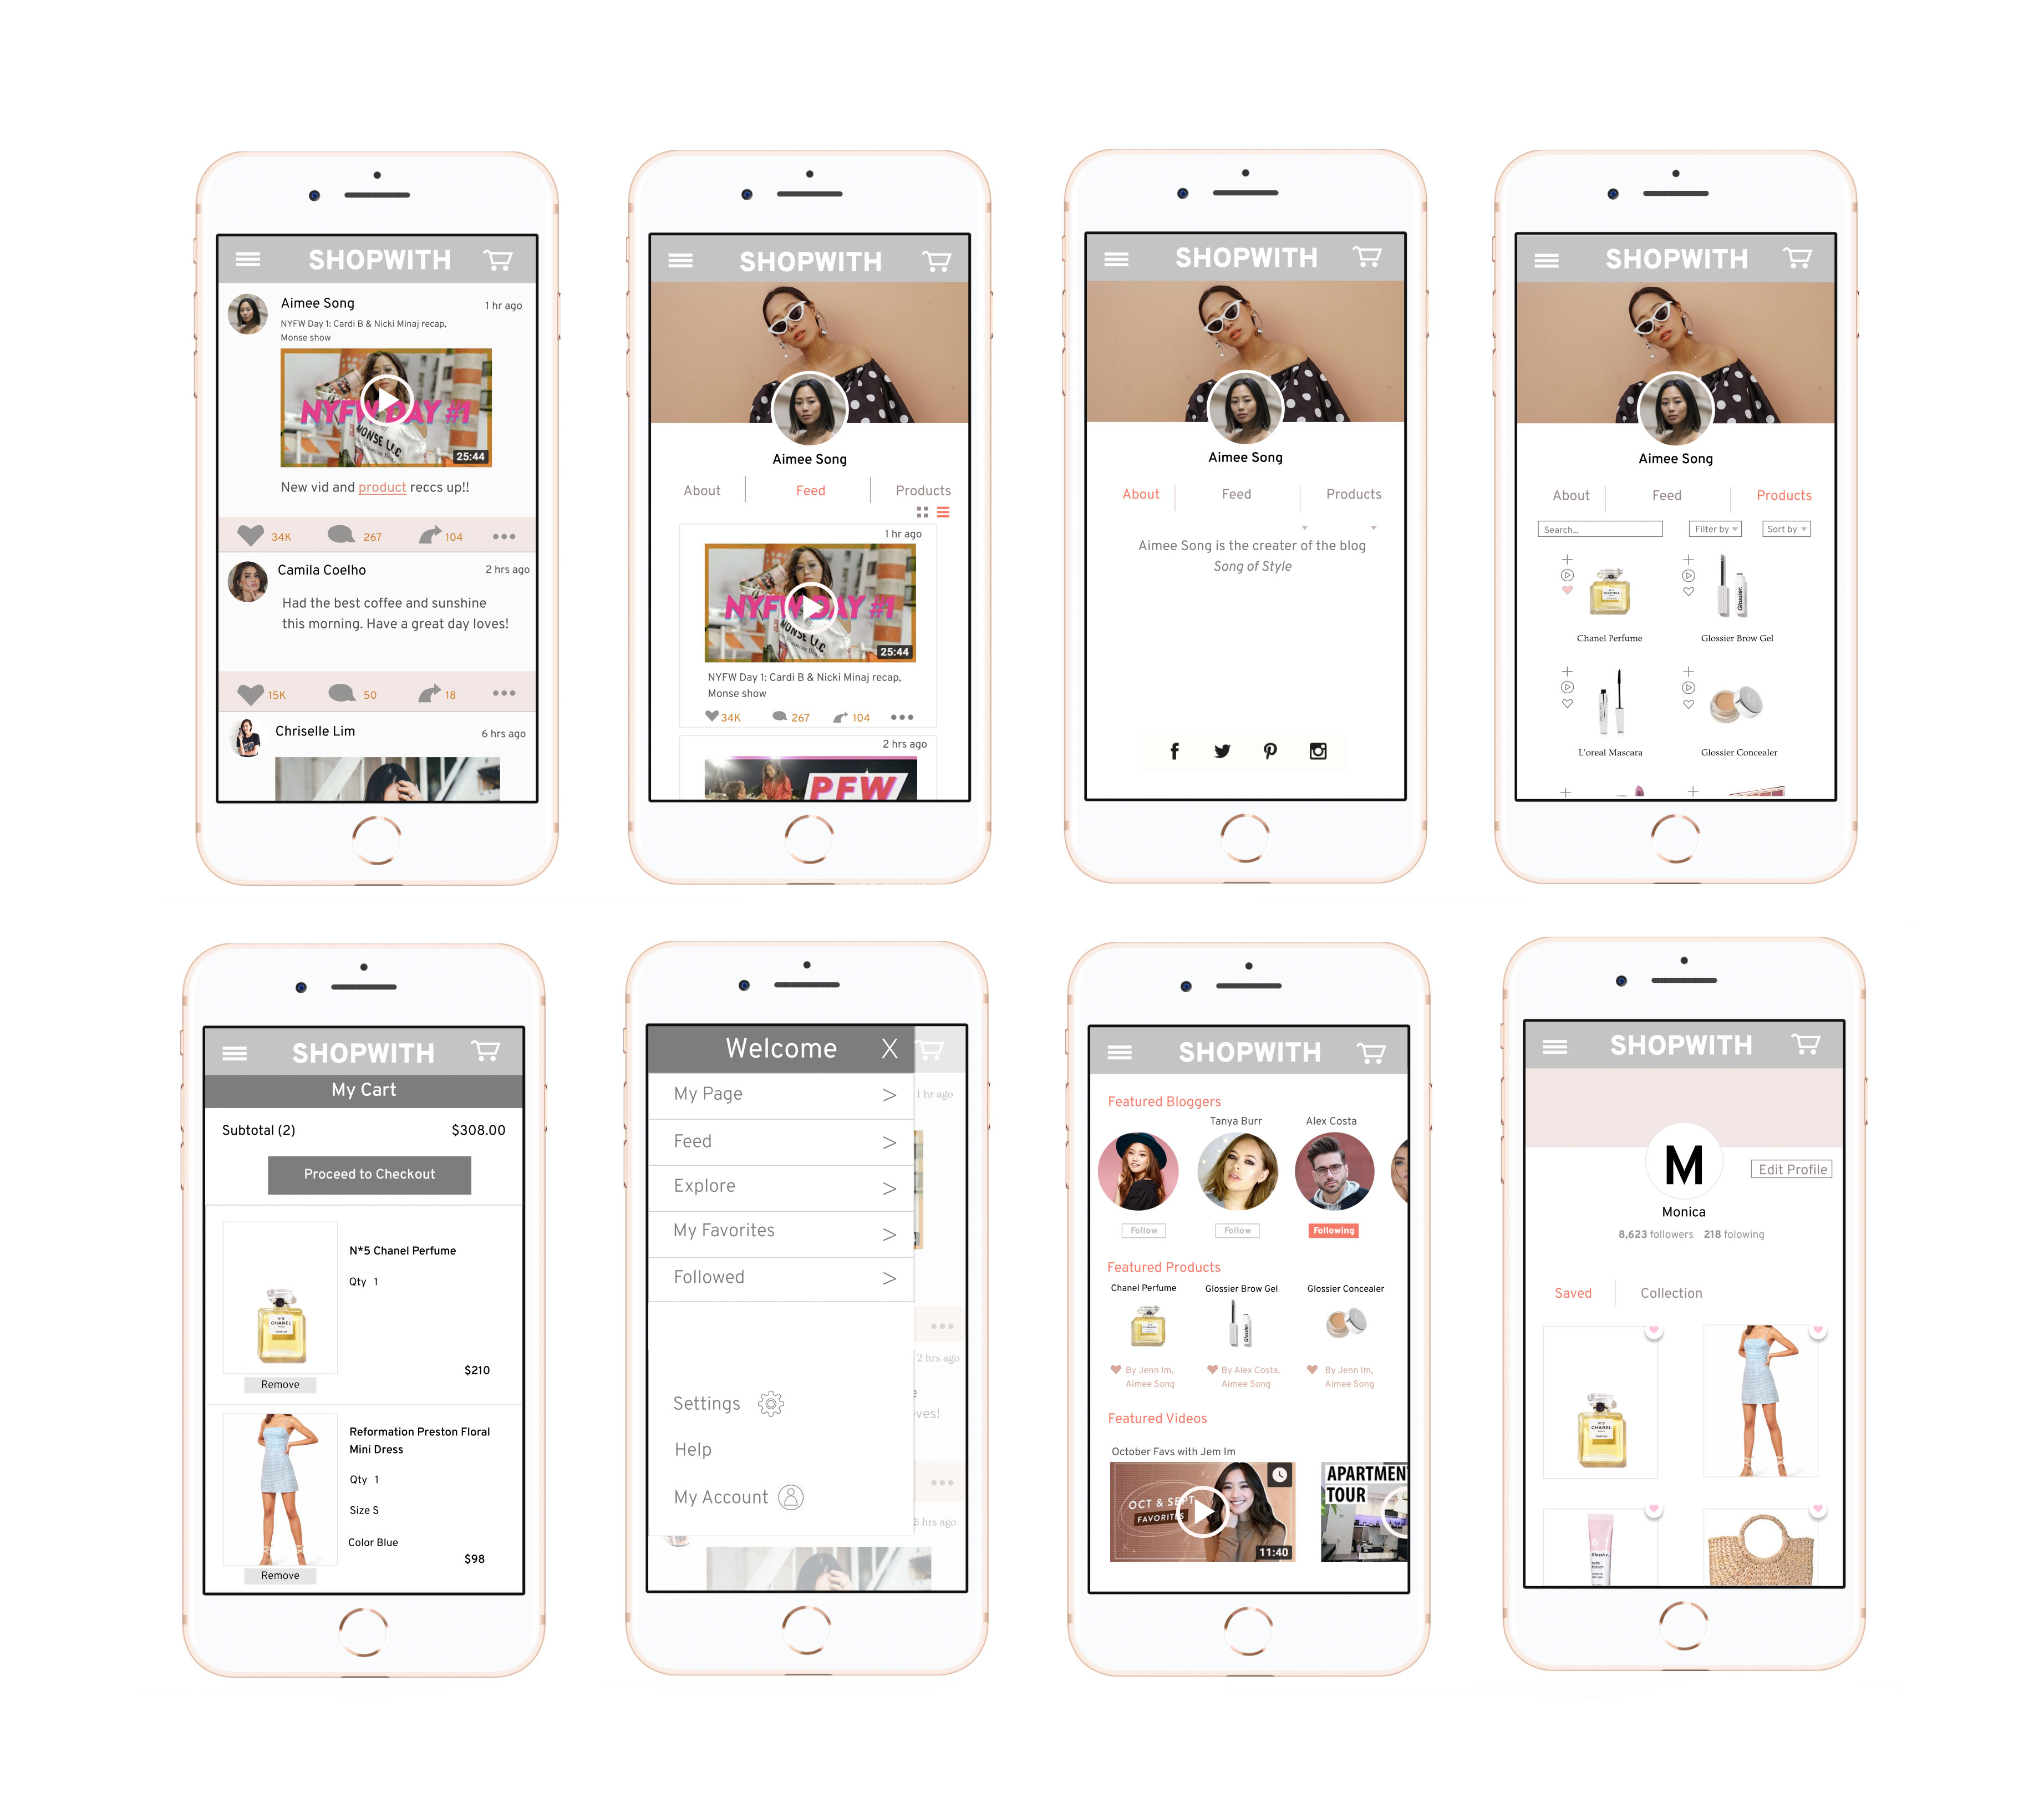 SHOPWITH
Aimee Song
1 hr ago
NYFW Day 1: Cardi B & Nicki Minaj recap,
Monse show
NYFW DAY #1
MONSE
25:44
New vid and product reccs up!!
34K
267
104
Camila Coelho
2 hrs ago
Had the best coffee and sunshine
this morning. Have a great day loves!
15K
50
18
Chriselle Lim
6 hrs ago
SHOPWITH
Aimee Song
About
Feed
Products
1 hr ago
NYFW DAY #1
25:44
NYFW Day 1: Cardi B & Nicki Minaj recap,
Monse show
34K
267
104
2 hrs ago
PFW
SHOPWITH
Aimee Song
About
Feed
Products
Aimee Song is the creater of the blog
Song of Style
SHOPWITH
Aimee Song
About
Feed
Products
Search...
Filter by
Sort by
CHANEL
Glossier.
Chanel Perfume
Glossier Brow Gel
L'oreal Mascara
Glossier Concealer
SHOPWITH
My Cart
Subtotal (2)
$308.00
Proceed to Checkout
N°5
CHANEL
N*5 Chanel Perfume
Qty 1
$210
Remove
Reformation Preston Floral
Mini Dress
Qty 1
Size S
Color Blue
$98
Remove
Welcome
X
My Page >
Feed >
Explore >
My Favorites >
Followed >
Settings
Help
My Account
1 hr ago
2 hrs ago
ves!
hrs ago
SHOPWITH
Featured Bloggers
Tanya Burr
Alex Costa
Follow
Follow
Following
Featured Products
Chanel Perfume
Glossier Brow Gel
Glossier Concealer
Glossier.
By Jenn Im,
Aimee Song
By Alex Costa,
Aimee Song
By Jenn Im,
Aimee Song
Featured Videos
October Favs with Jem Im
OCT & SEPT
FAVORITES
11:40
APARTMEN
TOUR
SHOPWITH
M
Edit Profile
Monica
8,623 followers 218 folowing
Saved
Collection
N°5
CHANEL
Glossier.